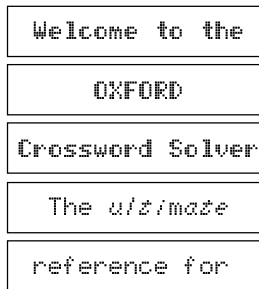 Welcome to the
OXFORD
Crossword Solver
The ultimate
reference for